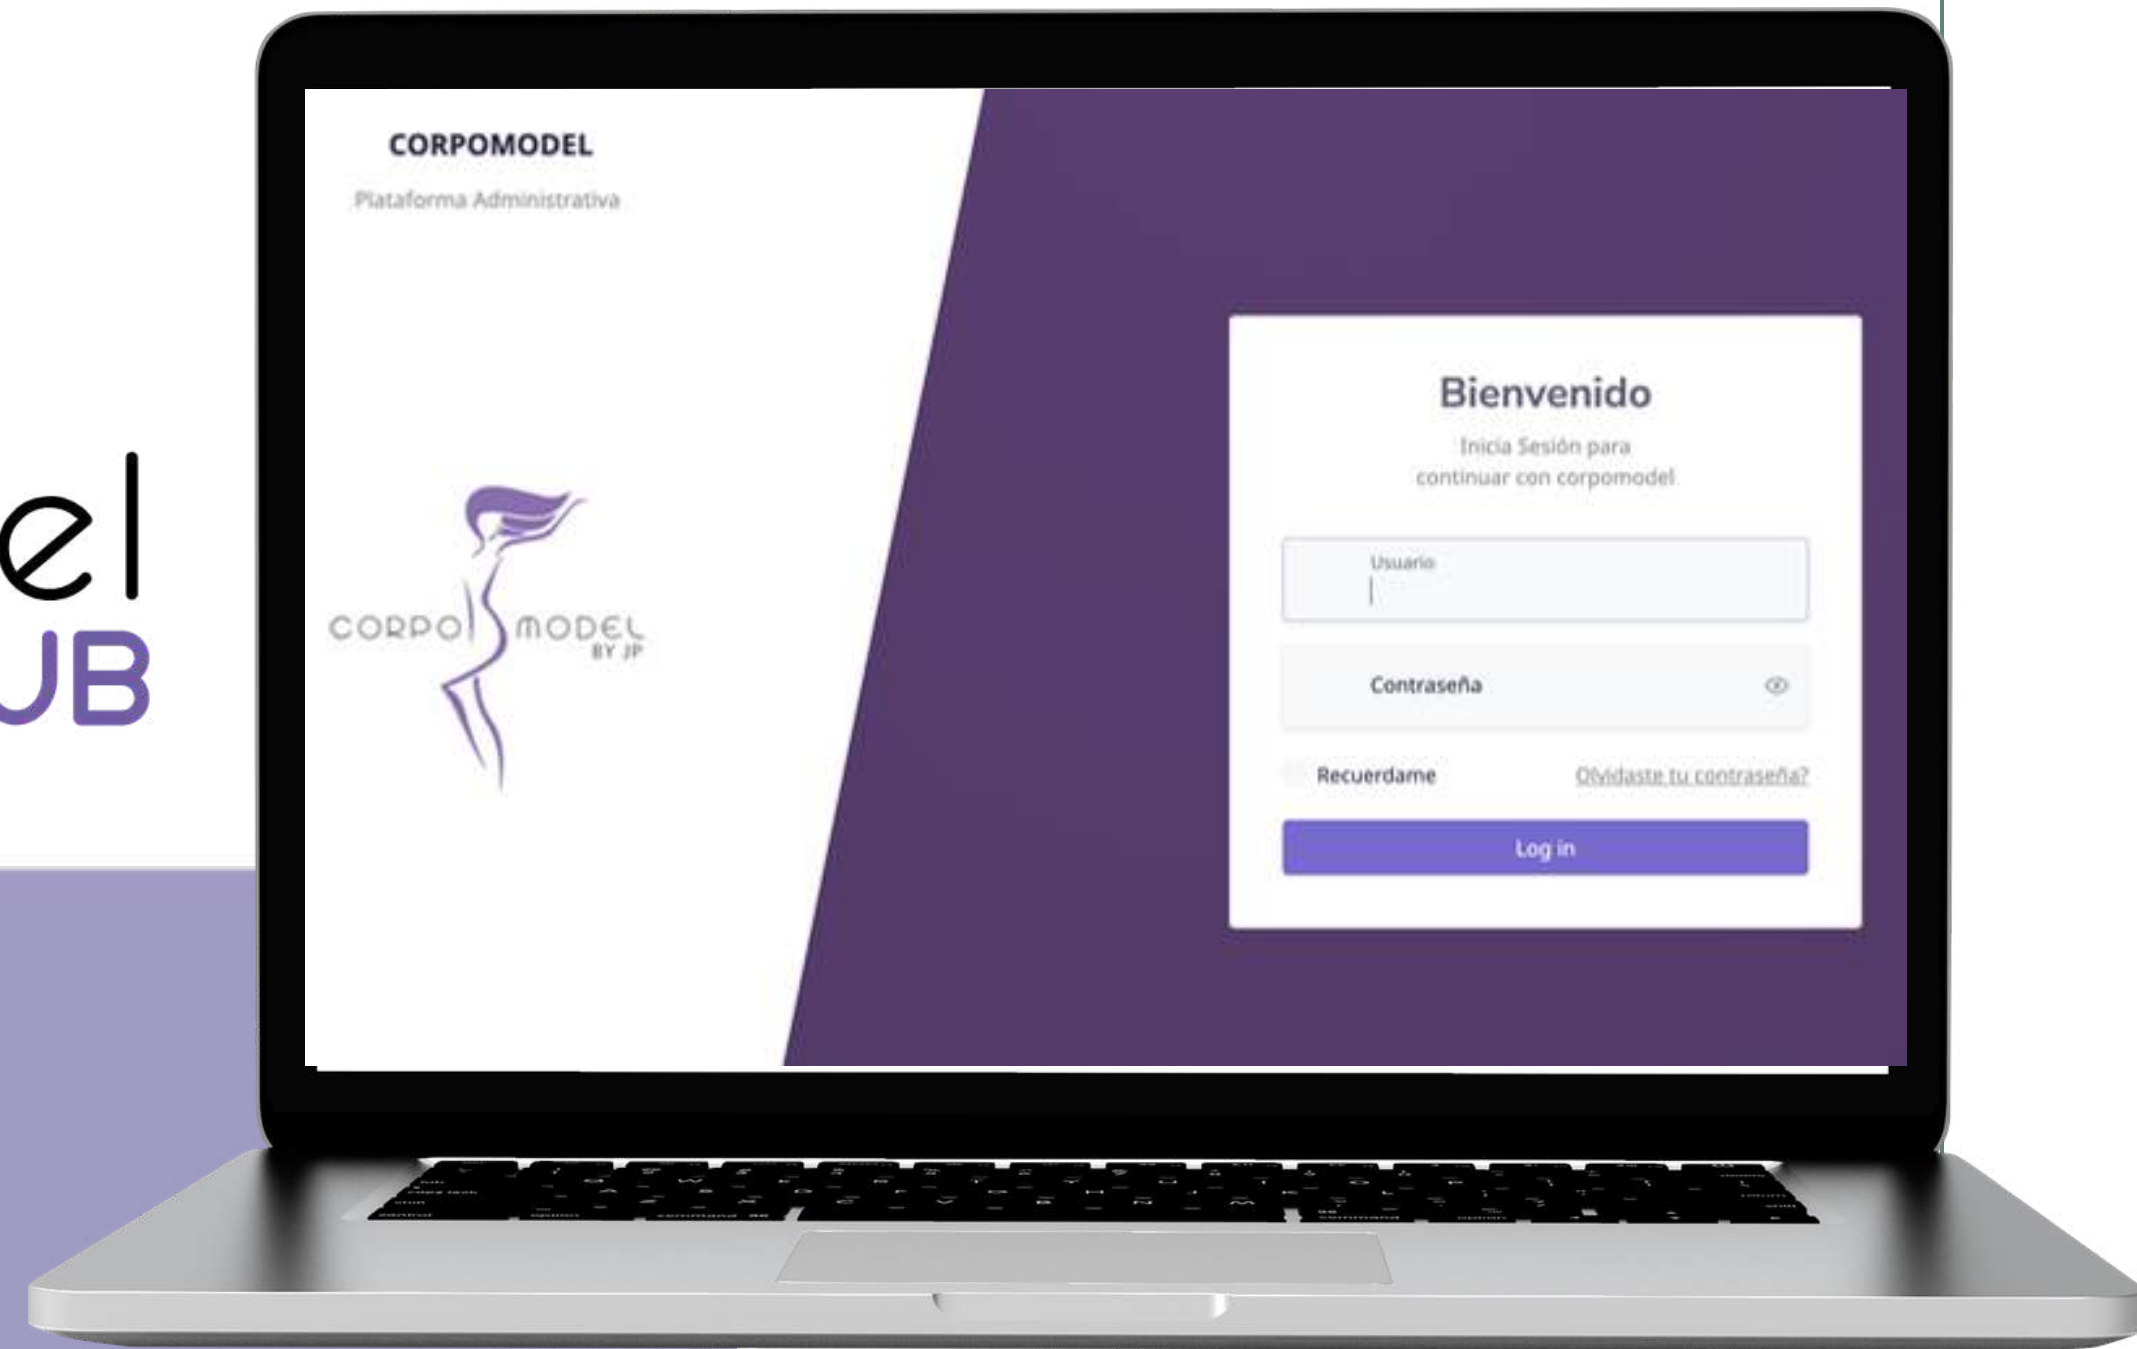 el
UB
CORPOMODEL
Plataforma Administrativa
CORPO MODEL
BY JP
Bienvenido
Inicia Sesión para
continuar con corpomodel
Usuario
Contraseña
Recuerdame
Olvidaste tu contraseña?
Log in